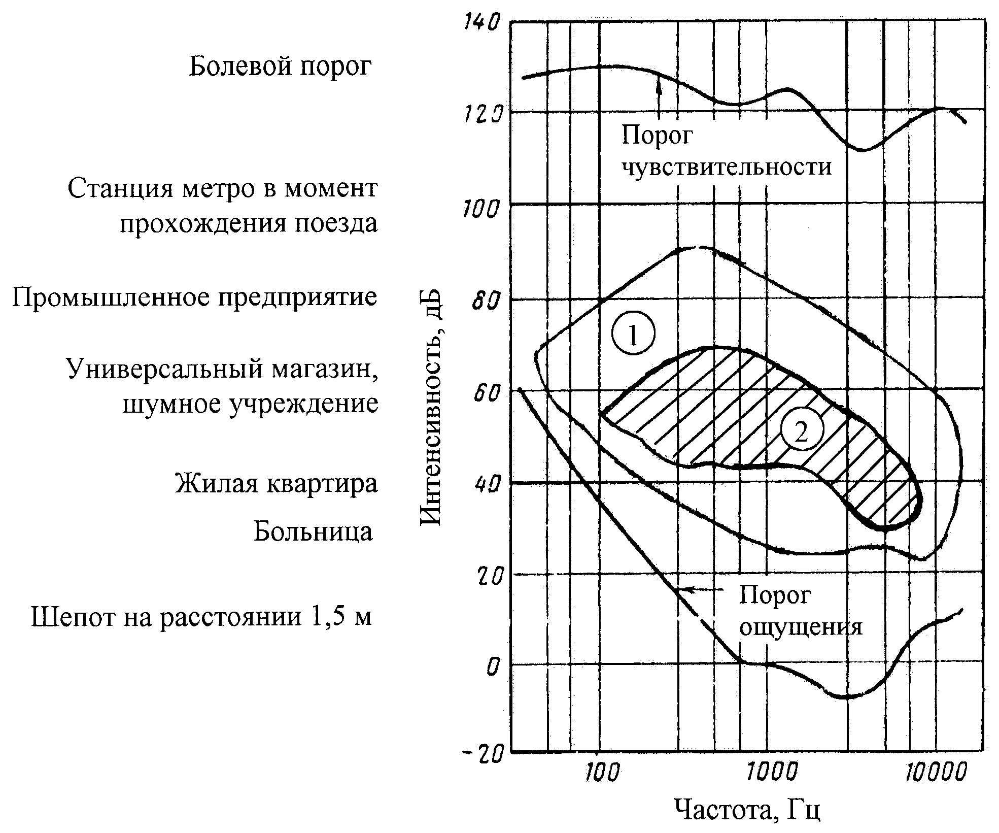 Болевой порог
Станция метро в момент
прохождения поезда
Промышленное предприятие
Универсальный магазин,
шумное учреждение
Жилая квартира
Больница
Шепот на расстоянии 1,5 м
Интенсивность, дБ
140
120
100
80
60
40
20
0
-20
Порог
чувствительности
1
2
Порог
ощущения
100
1000
10000
Частота, Гц